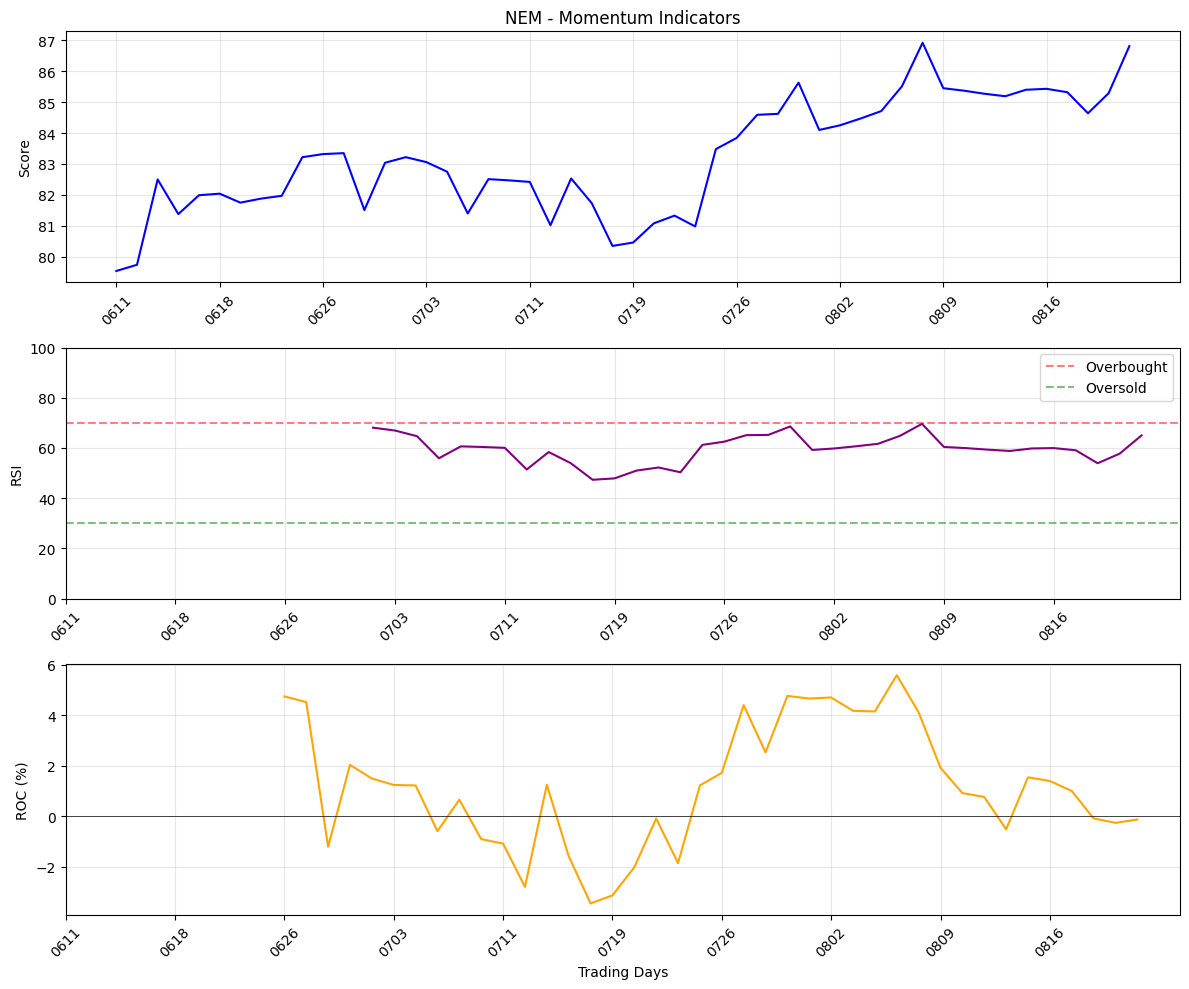 NEM - Momentum Indicators
Score
87
86
85
84
83
82
81
80
0611 0618 0626 0703 0711 0719 0726 0802 0809 0816
RSI
100
80
60
40
20
0
Overbought
Oversold
0611 0618 0626 0703 0711 0719 0726 0802 0809 0816
ROC (%)
6
4
2
0
−2
0611 0618 0626 0703 0711 0719 0726 0802 0809 0816
Trading Days